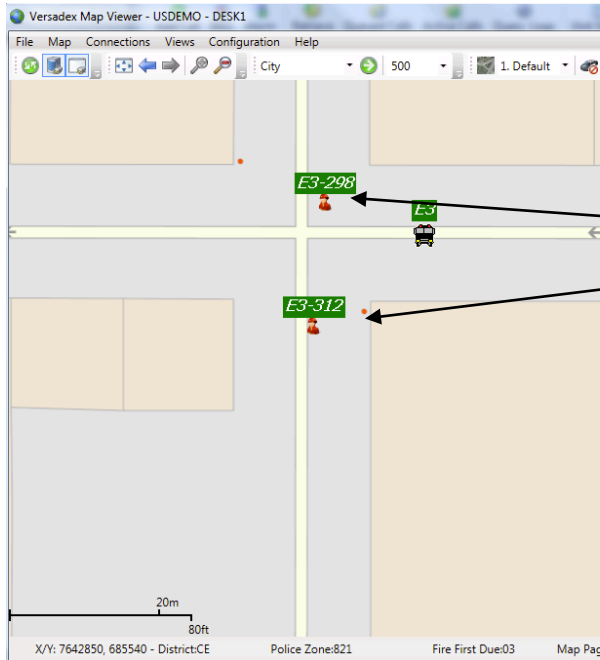 Versadex Map Viewer - USDEMO - DESK1
File Map Connections Views Configuration Help
City 500 1. Default
E3-298
E3
E3-312
20m
80ft
X/Y: 7642850, 685540 - District:CE Police Zone:821 Fire First Due:03 Map Pag